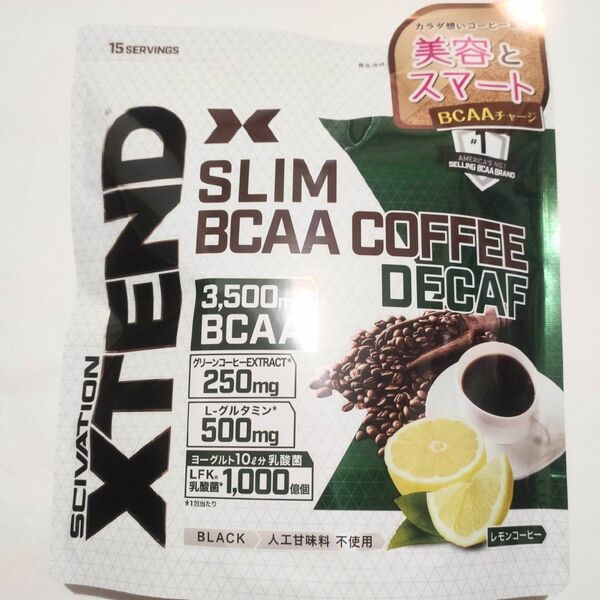 15 SERVINGS
カラダ想いコーヒー
美容と
スマート
BCAAチャージ
#1
AMERICA'S NO.1
SELLING BCAA BRAND
SCIVATION
XTEND
X
SLIM
BCAA COFFEE
DECAF
3,500mg
BCAA
グリーンコーヒーEXTRACT*
250mg
L-グルタミン*
500mg
ヨーグルト10ℓ分 乳酸菌
LFK®
乳酸菌* 1,000億個
*1包当たり
BLACK 人工甘味料 不使用
レモンコーヒー